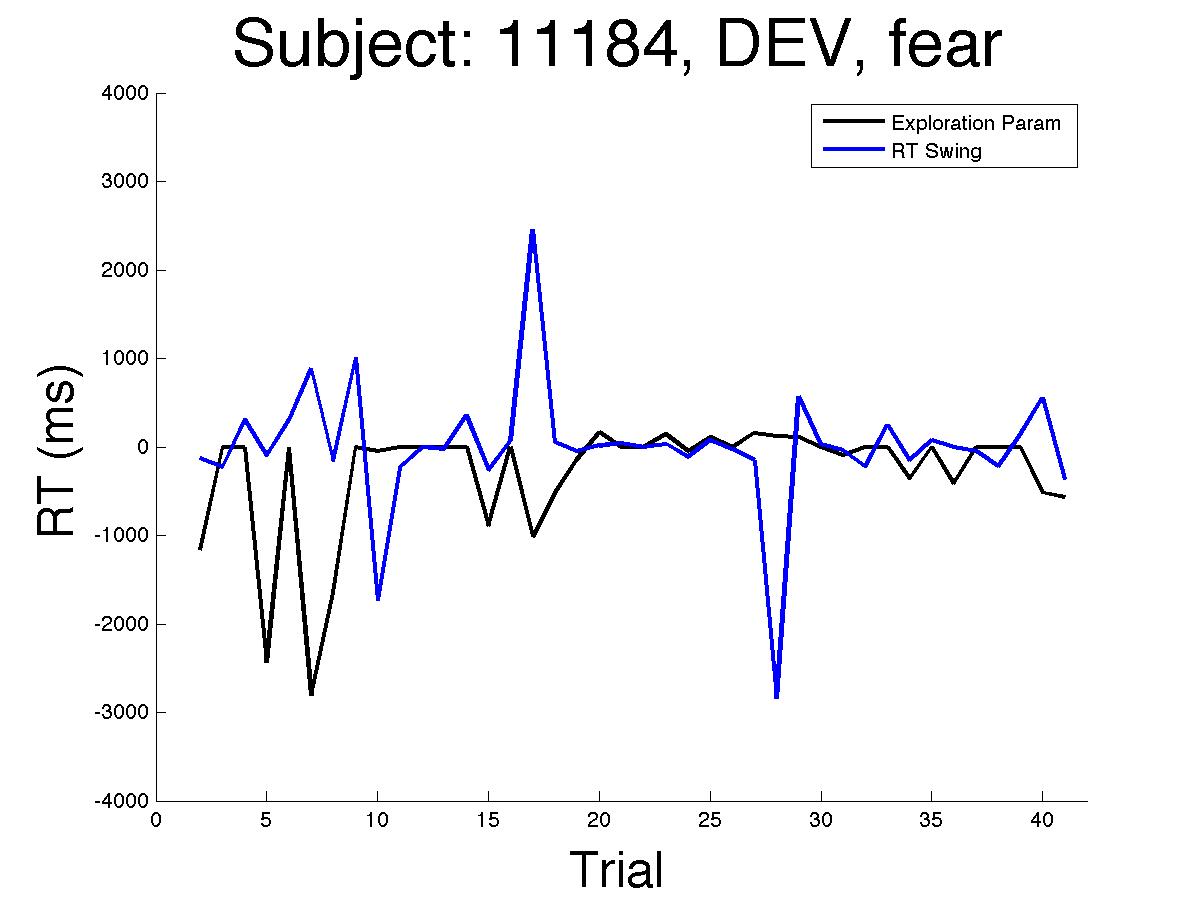 Subject: 11184, DEV, fear
4000
3000
2000
1000
0
-1000
-2000
-3000
-4000
RT (ms)
Exploration Param
RT Swing
0 5 10 15 20 25 30 35 40
Trial